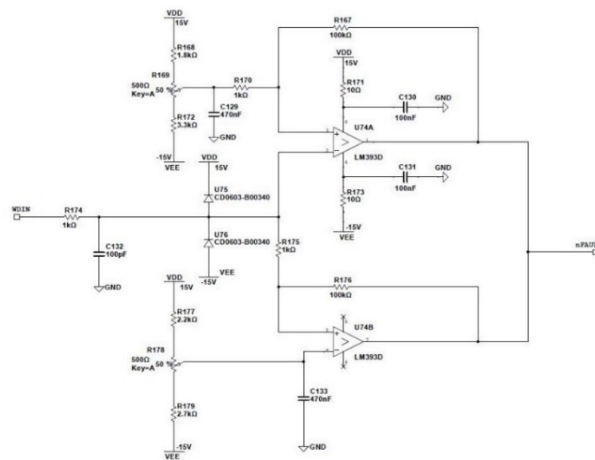 VDD
15V
R168
1.8kΩ
R169
500Ω
Key=A
50 %
R172
3.3kΩ
-15V
VEE
R170
1kΩ
C129
470nF
GND
R167
100kΩ
VDD
15V
R171
10Ω
C130
100nF
GND
U74A
LM393D
C131
100nF
GND
R173
10Ω
-15V
VEE
VDD
15V
U75
CD0603-B00340
U76
CD0603-B00340
VEE
-15V
WDIN
R174
1kΩ
C132
100pF
GND
R175
1kΩ
R176
100kΩ
VDD
15V
R177
2.2kΩ
R178
500Ω
Key=A
50 %
R179
2.7kΩ
-15V
VEE
U74B
LM393D
C133
470nF
GND